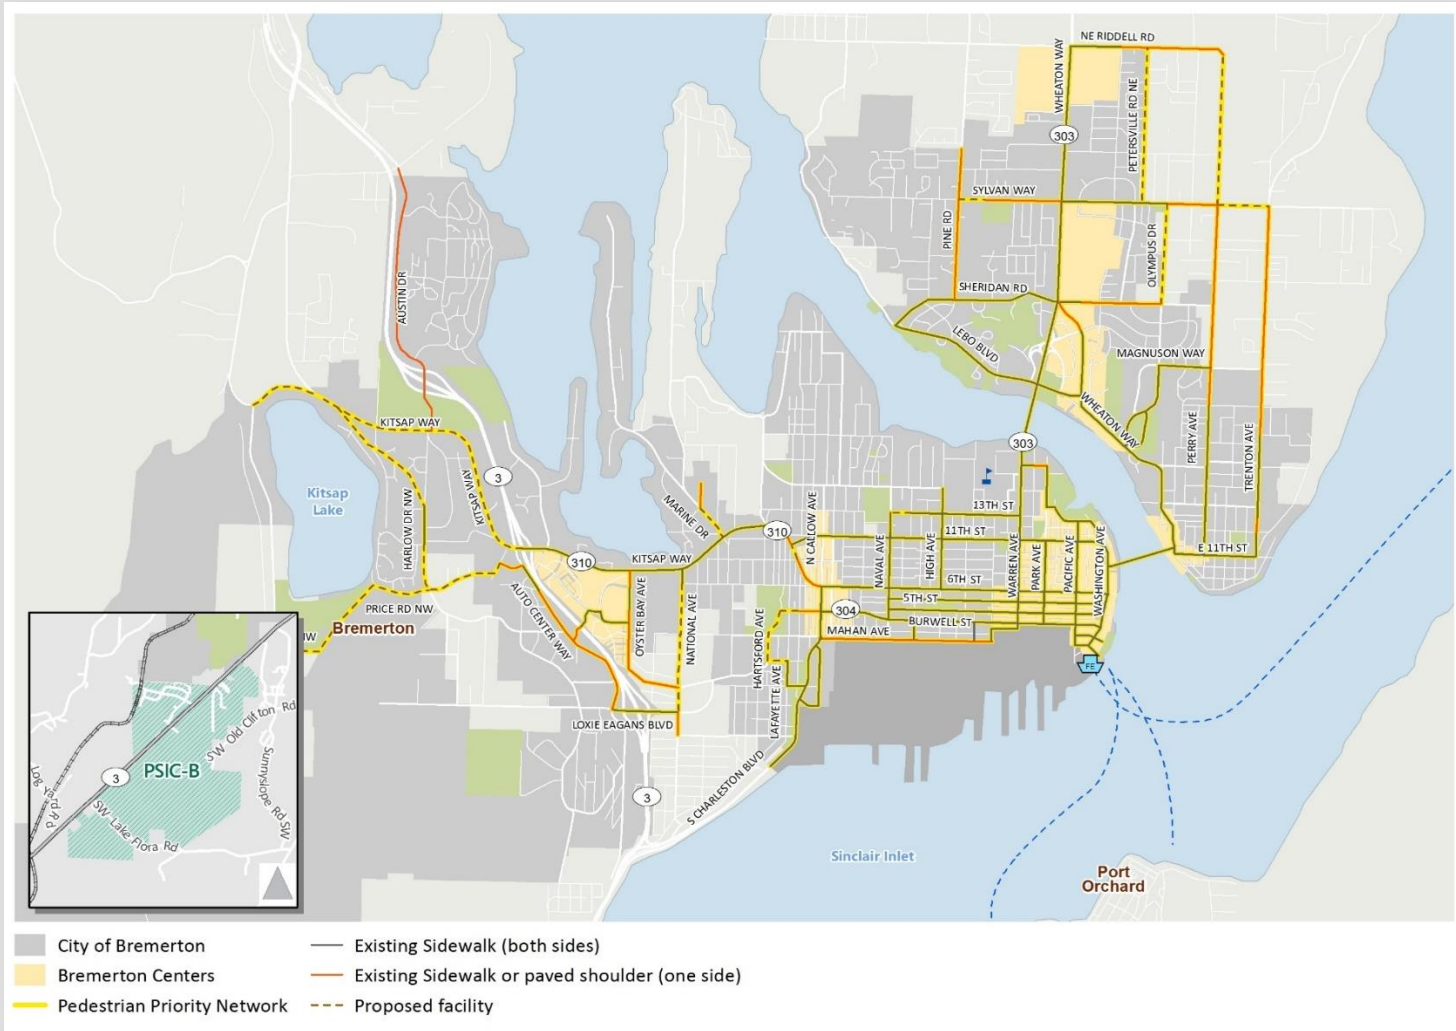 NE RIDDELL RD
WHEATON WAY
303
PETERSVILLE RD NE
SYLVAN WAY
PINE RD
OLYMPUS DR
AUSTIN DR
SHERIDAN RD
LEBO BLVD
MAGNUSON WAY
WHEATON WAY
KITSAP WAY
303
PERRY AVE
TRENTON AVE
3
Kitsap
Lake
KITSAP WAY
HARLOW DR NW
MARINE DR
310
N CALLOW AVE
13TH ST
11TH ST
E 11TH ST
310
KITSAP WAY
NAVAL AVE
HIGH AVE
6TH ST
WARREN AVE
PARK AVE
PACIFIC AVE
WASHINGTON AVE
5TH ST
304
BURWELL ST
MAHAN AVE
AUTO CENTER WAY
OYSTER BAY AVE
NATIONAL AVE
HARTSFORD AVE
LAFAYETTE AVE
PRICE RD NW
NW
Bremerton
FE
LOXIE EAGANS BLVD
S CHARLESTON BLVD
3
Sinclair Inlet
Port
Orchard
SW Old Clifton Rd
PSIC-B
3
Sunnyslope Rd SW
Log Yard Rd
SW Lake Flora Rd
City of Bremerton
Bremerton Centers
Pedestrian Priority Network
Existing Sidewalk (both sides)
Existing Sidewalk or paved shoulder (one side)
Proposed facility